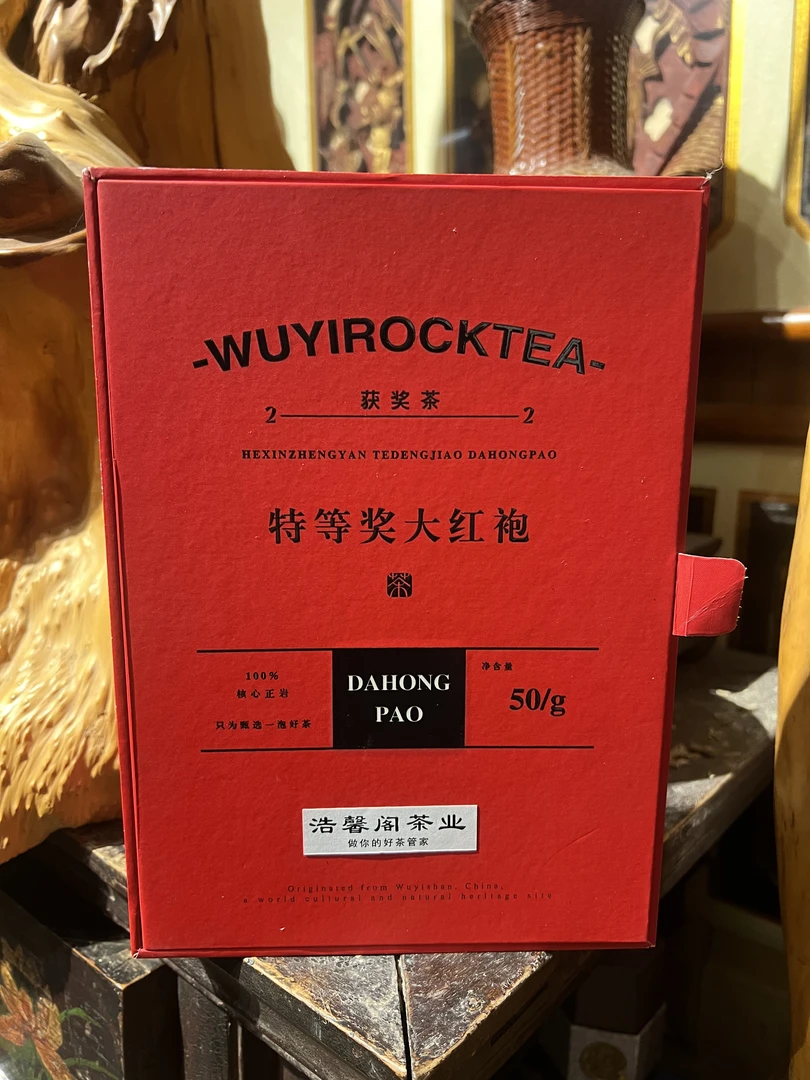 -WUYIROCKTEA-
获奖茶
2 2
HEXINZHENGYAN TEDENGJIAO DAHONGPAO
特等奖大红袍
茶
100%
核心正岩
只为甄选一泡好茶
DAHONG
PAO
净含量
50/g
浩馨阁茶业
做你的好茶管家
Originated from Wuyishan, China,
a world cultural and natural heritage site